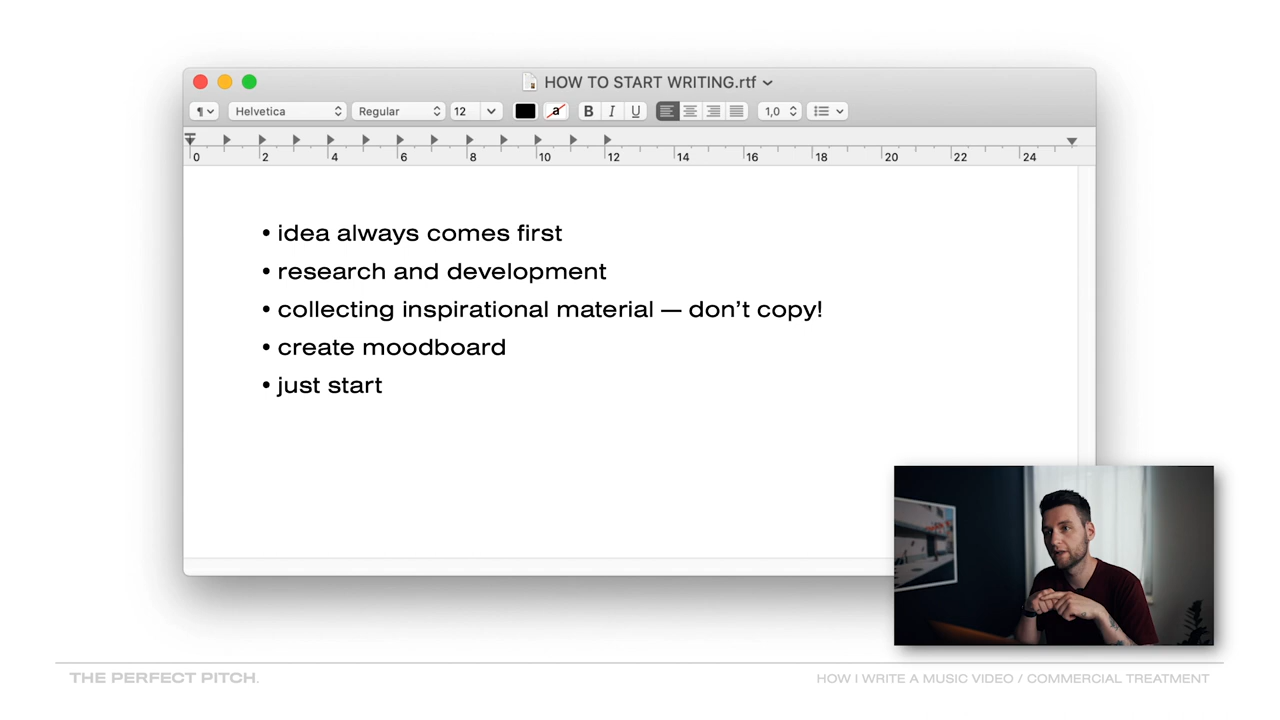 HOW TO START WRITING.rtf
¶ Helvetica Regular 12 a B I U 1,0
0 2 4 6 8 10 12 14 16 18 20 22 24
• idea always comes first
• research and development
• collecting inspirational material — don’t copy!
• create moodboard
• just start
THE PERFECT PITCH.
HOW I WRITE A MUSIC VIDEO / COMMERCIAL TREATMENT